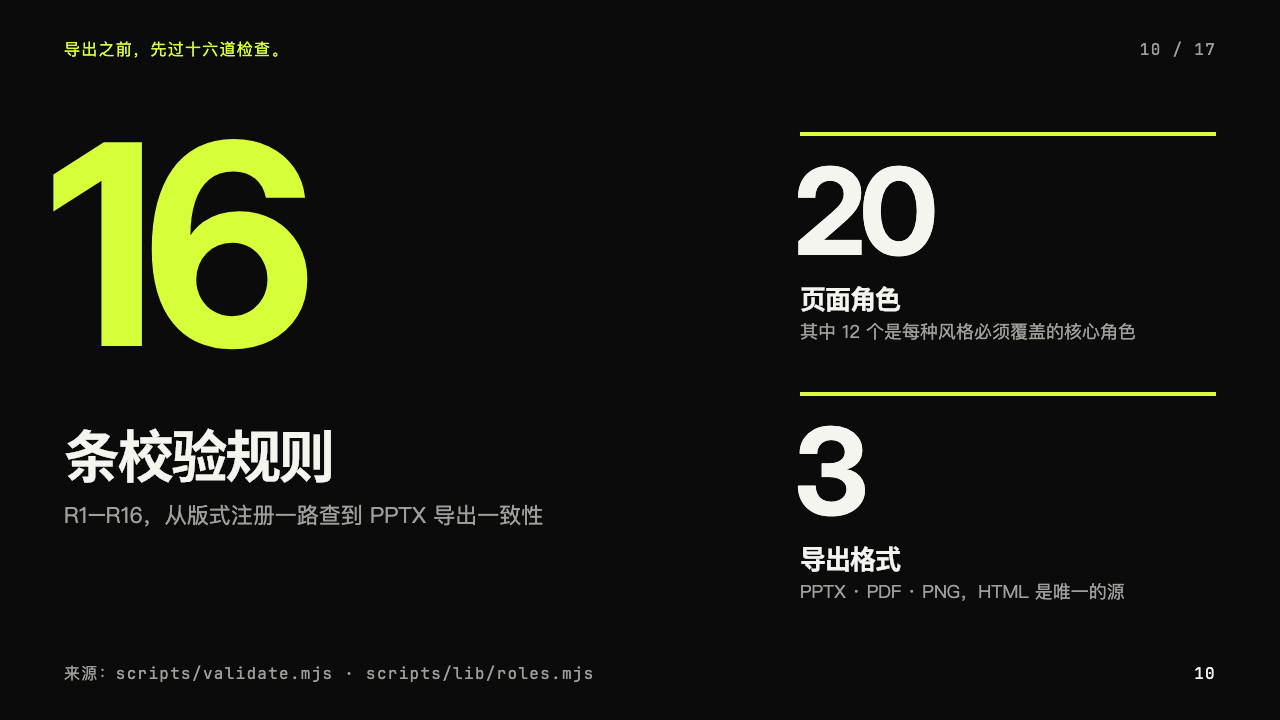 导出之前，先过十六道检查。
10 / 17
16
条校验规则
R1—R16，从版式注册一路查到 PPTX 导出一致性
20
页面角色
其中 12 个是每种风格必须覆盖的核心角色
3
导出格式
PPTX · PDF · PNG，HTML 是唯一的源
来源：scripts/validate.mjs · scripts/lib/roles.mjs
10